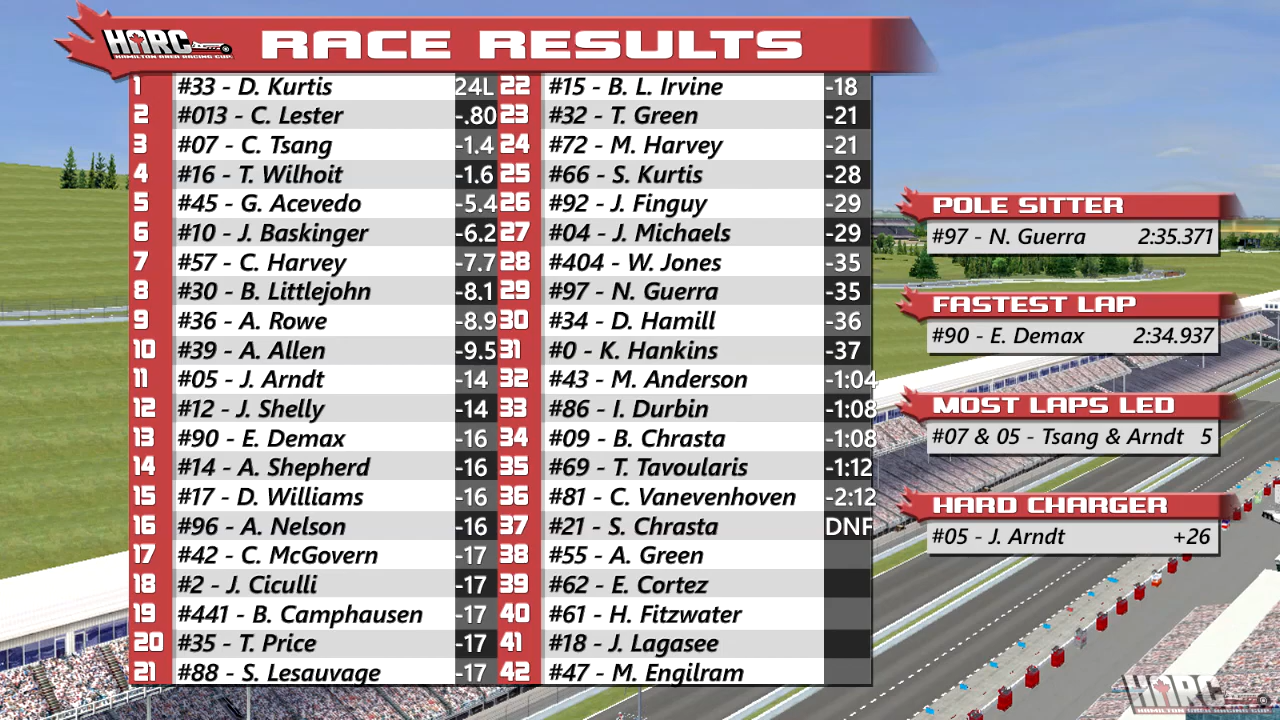 HARC
HAMILTON AREA RACING CUP
RACE RESULTS
1 #33 - D. Kurtis 24L
2 #013 - C. Lester -.80
3 #07 - C. Tsang -1.4
4 #16 - T. Wilhoit -1.6
5 #45 - G. Acevedo -5.4
6 #10 - J. Baskinger -6.2
7 #57 - C. Harvey -7.7
8 #30 - B. Littlejohn -8.1
9 #36 - A. Rowe -8.9
10 #39 - A. Allen -9.5
11 #05 - J. Arndt -14
12 #12 - J. Shelly -14
13 #90 - E. Demax -16
14 #14 - A. Shepherd -16
15 #17 - D. Williams -16
16 #96 - A. Nelson -16
17 #42 - C. McGovern -17
18 #2 - J. Ciculli -17
19 #441 - B. Camphausen -17
20 #35 - T. Price -17
21 #88 - S. Lesauvage -17
22 #15 - B. L. Irvine -18
23 #32 - T. Green -21
24 #72 - M. Harvey -21
25 #66 - S. Kurtis -28
26 #92 - J. Finguy -29
27 #04 - J. Michaels -29
28 #404 - W. Jones -35
29 #97 - N. Guerra -35
30 #34 - D. Hamill -36
31 #0 - K. Hankins -37
32 #43 - M. Anderson -1:04
33 #86 - I. Durbin -1:08
34 #09 - B. Chrasta -1:08
35 #69 - T. Tavoularis -1:12
36 #81 - C. Vanevenhoven -2:12
37 #21 - S. Chrasta DNF
38 #55 - A. Green
39 #62 - E. Cortez
40 #61 - H. Fitzwater
41 #18 - J. Lagasee
42 #47 - M. Engilram
POLE SITTER
#97 - N. Guerra 2:35.371
FASTEST LAP
#90 - E. Demax 2:34.937
MOST LAPS LED
#07 & 05 - Tsang & Arndt 5
HARD CHARGER
#05 - J. Arndt +26
HARC
HAMILTON AREA RACING CUP